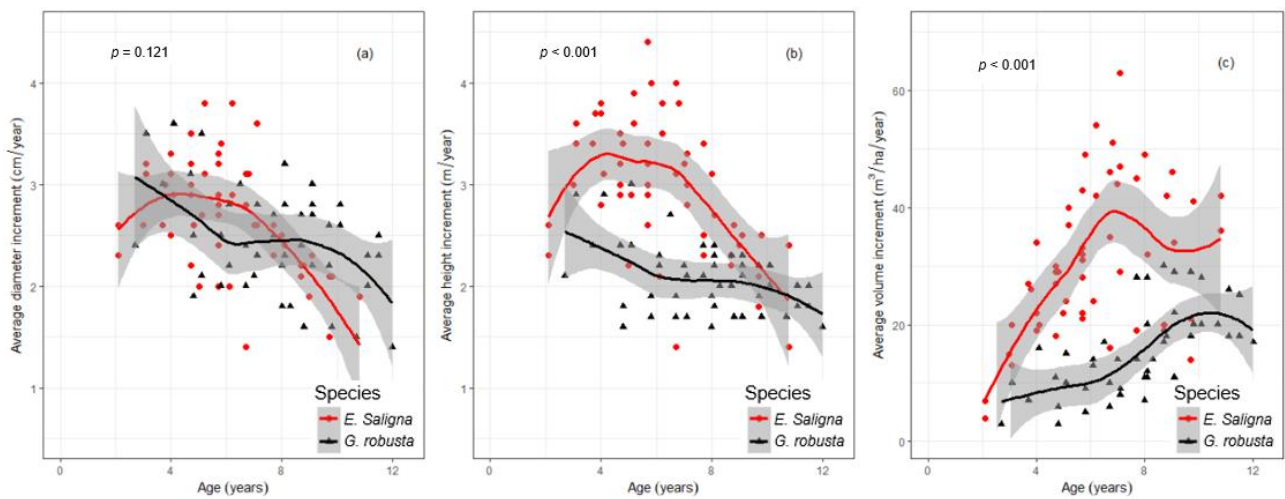 p = 0.121
(a)
Average diameter increment (cm/year)
4
3
2
1
0
4
8
12
Age (years)
Species
E. Saligna
G. robusta
p < 0.001
(b)
Average height increment (m/year)
4
3
2
1
0
4
8
12
Age (years)
Species
E. Saligna
G. robusta
p < 0.001
(c)
Average volume increment (m³/ha/year)
60
40
20
0
0
4
8
12
Age (years)
Species
E. Saligna
G. robusta